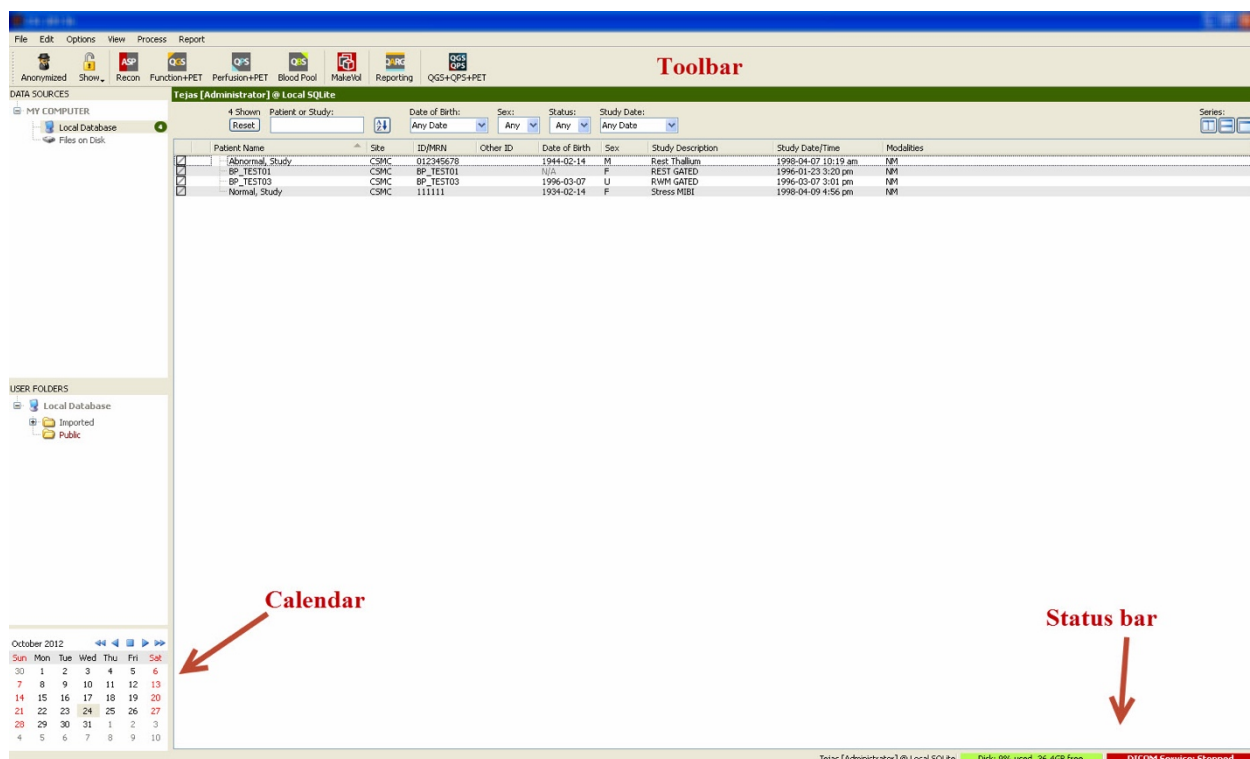 File Edit Options View Process Report
ASP QGS QPS QBS QARG QGS
QPS
Anonymized Show Recon Function+PET Perfusion+PET Blood Pool MakeVol Reporting QGS+QPS+PET
Toolbar
DATA SOURCES
Tejas [Administrator] @ Local SQLite
MY COMPUTER
Local Database 4
Files on Disk
4 Shown Patient or Study: Date of Birth: Sex: Status: Study Date: Series:
Reset Any Date Any Any Any Date
Patient Name Site ID/MRN Other ID Date of Birth Sex Study Description Study Date/Time Modalities
Abnormal, Study CSMC 012345678 1944-02-14 M Rest Thallium 1998-04-07 10:19 am NM
BP_TEST01 CSMC BP_TEST01 N/A F REST GATED 1996-01-23 3:20 pm NM
BP_TEST03 CSMC BP_TEST03 1996-03-07 U RWM GATED 1996-03-07 3:01 pm NM
Normal, Study CSMC 111111 1934-02-14 F Stress MIBI 1998-04-09 4:56 pm NM
USER FOLDERS
Local Database
Imported
Public
Calendar
Status bar
October 2012
Sun Mon Tue Wed Thu Fri Sat
30 1 2 3 4 5 6
7 8 9 10 11 12 13
14 15 16 17 18 19 20
21 22 23 24 25 26 27
28 29 30 31 1 2 3
4 5 6 7 8 9 10
Tejas [Administrator] @ Local SQLite Disk: 9% used, 36.4GB free DICOM Service: Stopped